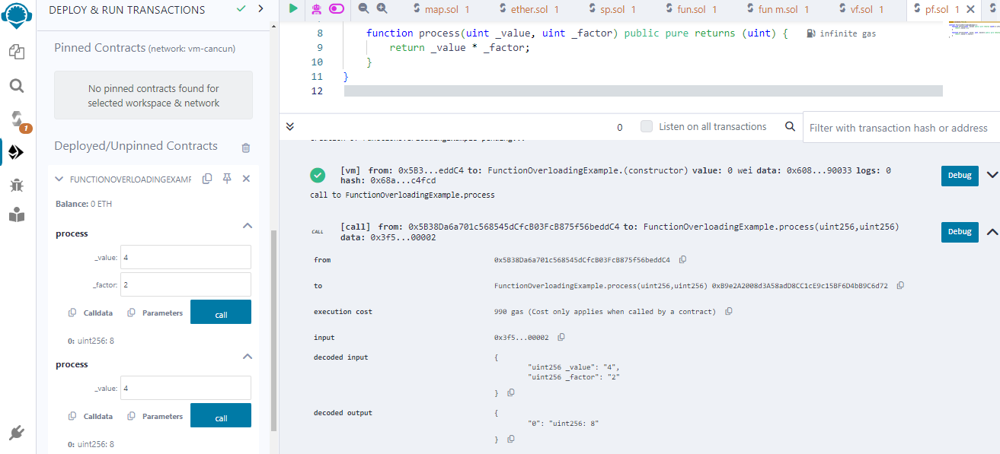 DEPLOY & RUN TRANSACTIONS
Pinned Contracts (network: vm-cancun)
No pinned contracts found for
selected workspace & network
Deployed/Unpinned Contracts
1
FUNCTIONOVERLOADINGEXAMP
Balance: 0 ETH
process
_value: 4
_factor: 2
Calldata Parameters call
0: uint256: 8
process
_value: 4
Calldata Parameters call
0: uint256: 8
map.sol 1 ether.sol 1 sp.sol 1 fun.sol 1 fun m.sol 1 vf.sol 1 pf.sol 1
8 function process(uint _value, uint _factor) public pure returns (uint) { infinite gas
9 return _value * _factor;
10 }
11 }
12
0 Listen on all transactions Filter with transaction hash or address
creation of FunctionOverloadingExample pending...
[vm] from: 0x5B3...eddC4 to: FunctionOverloadingExample.(constructor) value: 0 wei data: 0x608...90033 logs: 0
hash: 0x68a...c4fcd
Debug
call to FunctionOverloadingExample.process
CALL [call] from: 0x5B38Da6a701c568545dCfcB03FcB875f56beddC4 to: FunctionOverloadingExample.process(uint256,uint256)
data: 0x3f5...00002
Debug
from 0x5B38Da6a701c568545dCfcB03FcB875f56beddC4
to FunctionOverloadingExample.process(uint256,uint256) 0xB9e2A2008d3A58adD8CC1cE9c15BF6D4bB9C6d72
execution cost 990 gas (Cost only applies when called by a contract)
input 0x3f5...00002
decoded input {
"uint256 _value": "4",
"uint256 _factor": "2"
}
decoded output {
"0": "uint256: 8"
}